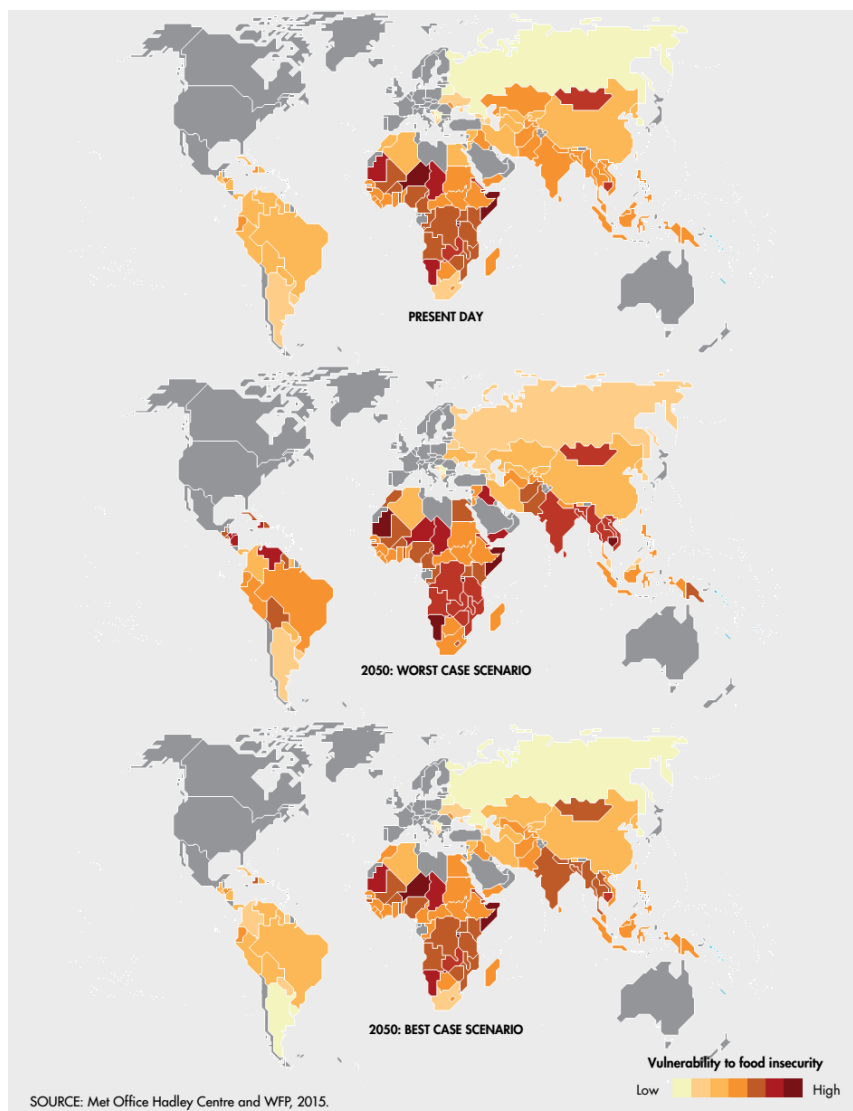 PRESENT DAY
2050: WORST CASE SCENARIO
2050: BEST CASE SCENARIO
Vulnerability to food insecurity
Low High
SOURCE: Met Office Hadley Centre and WFP, 2015.